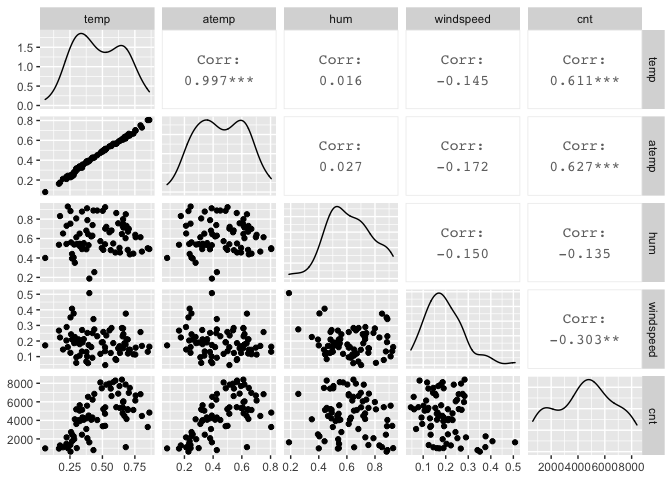 temp atemp hum windspeed cnt
1.5
1.0
0.5
0.0
Corr:
0.997***
Corr:
0.016
Corr:
-0.145
Corr:
0.611***
temp
0.8
0.6
0.4
0.2
Corr:
0.027
Corr:
-0.172
Corr:
0.627***
atemp
0.8
0.6
0.4
0.2
Corr:
-0.150
Corr:
-0.135
hum
0.5
0.4
0.3
0.2
0.1
Corr:
-0.303**
windspeed
8000
6000
4000
2000
cnt
0.25 0.50 0.75 0.2 0.4 0.6 0.8 0.2 0.4 0.6 0.8 0.1 0.2 0.3 0.4 0.5 2000400060008000